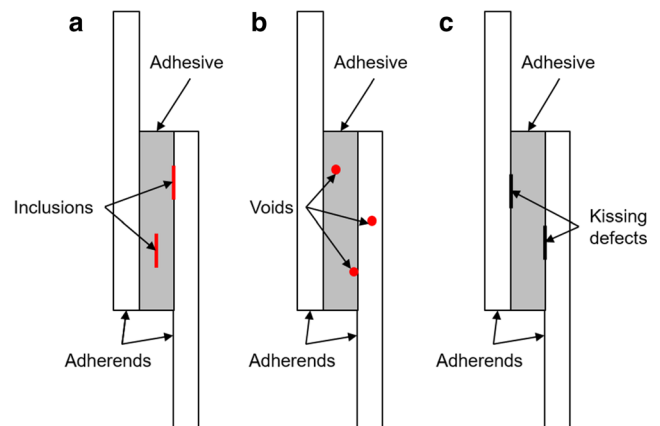 a
Adhesive
Inclusions
Adherends
b
Adhesive
Voids
Adherends
c
Adhesive
Kissing
defects
Adherends